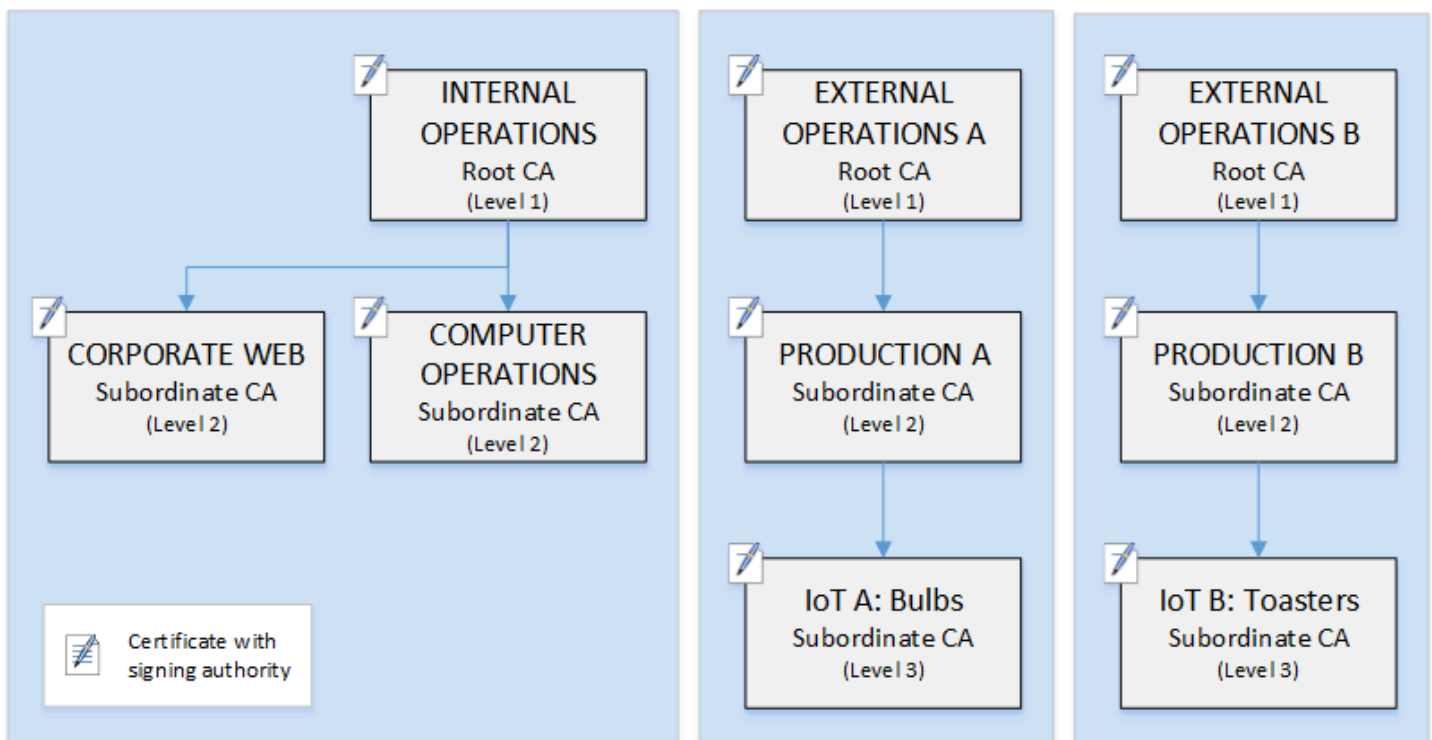 INTERNAL
OPERATIONS
Root CA
(Level 1)
EXTERNAL
OPERATIONS A
Root CA
(Level 1)
EXTERNAL
OPERATIONS B
Root CA
(Level 1)
CORPORATE WEB
Subordinate CA
(Level 2)
COMPUTER
OPERATIONS
Subordinate CA
(Level 2)
PRODUCTION A
Subordinate CA
(Level 2)
PRODUCTION B
Subordinate CA
(Level 2)
IoT A: Bulbs
Subordinate CA
(Level 3)
IoT B: Toasters
Subordinate CA
(Level 3)
Certificate with
signing authority